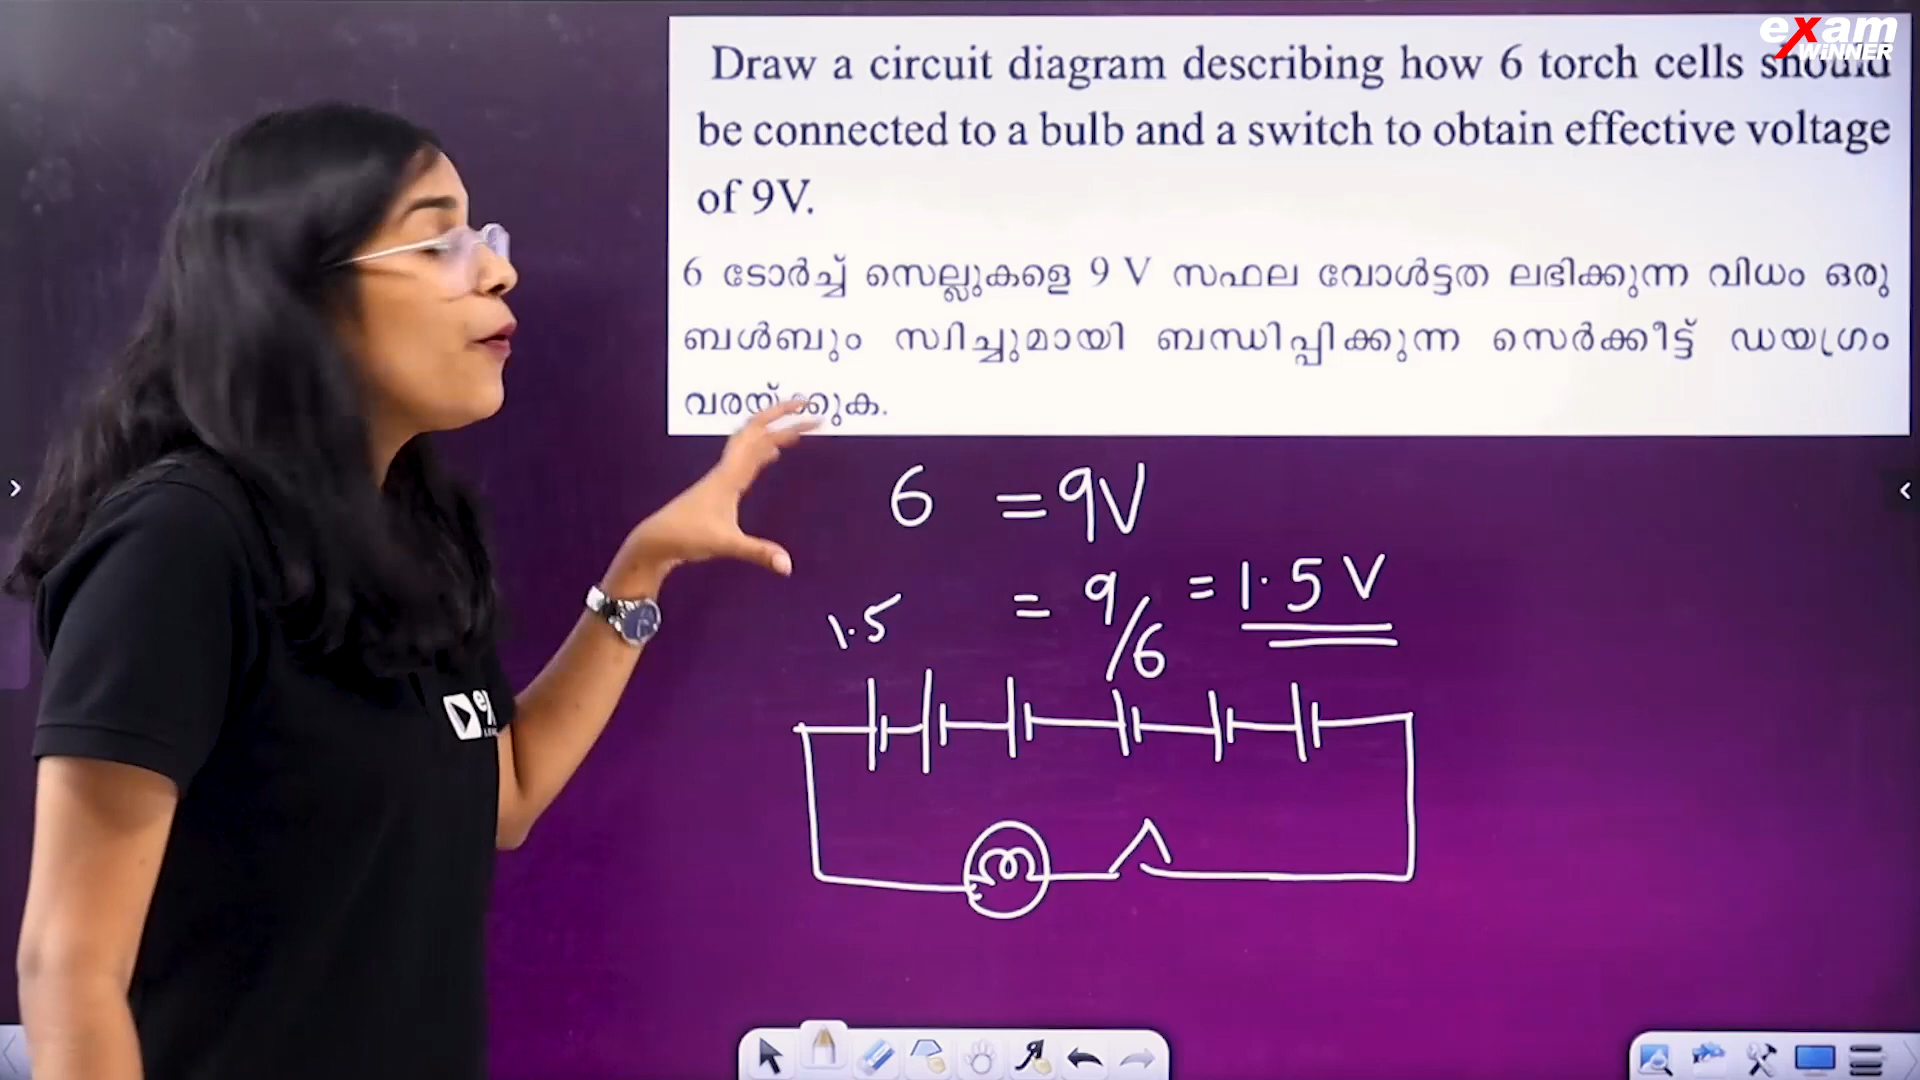 exam
WiNNER
Draw a circuit diagram describing how 6 torch cells should
be connected to a bulb and a switch to obtain effective voltage
of 9V.
6 ടോർച്ച് സെല്ലുകളെ 9 V സഫല വോൾട്ടത ലഭിക്കുന്ന വിധം ഒരു
ബൾബും സ്വിച്ചുമായി ബന്ധിപ്പിക്കുന്ന സെർക്കീട്ട് ഡയഗ്രം
വരയ്ക്കുക.
6 = 9V
= 9/6 = 1.5 V
1.5